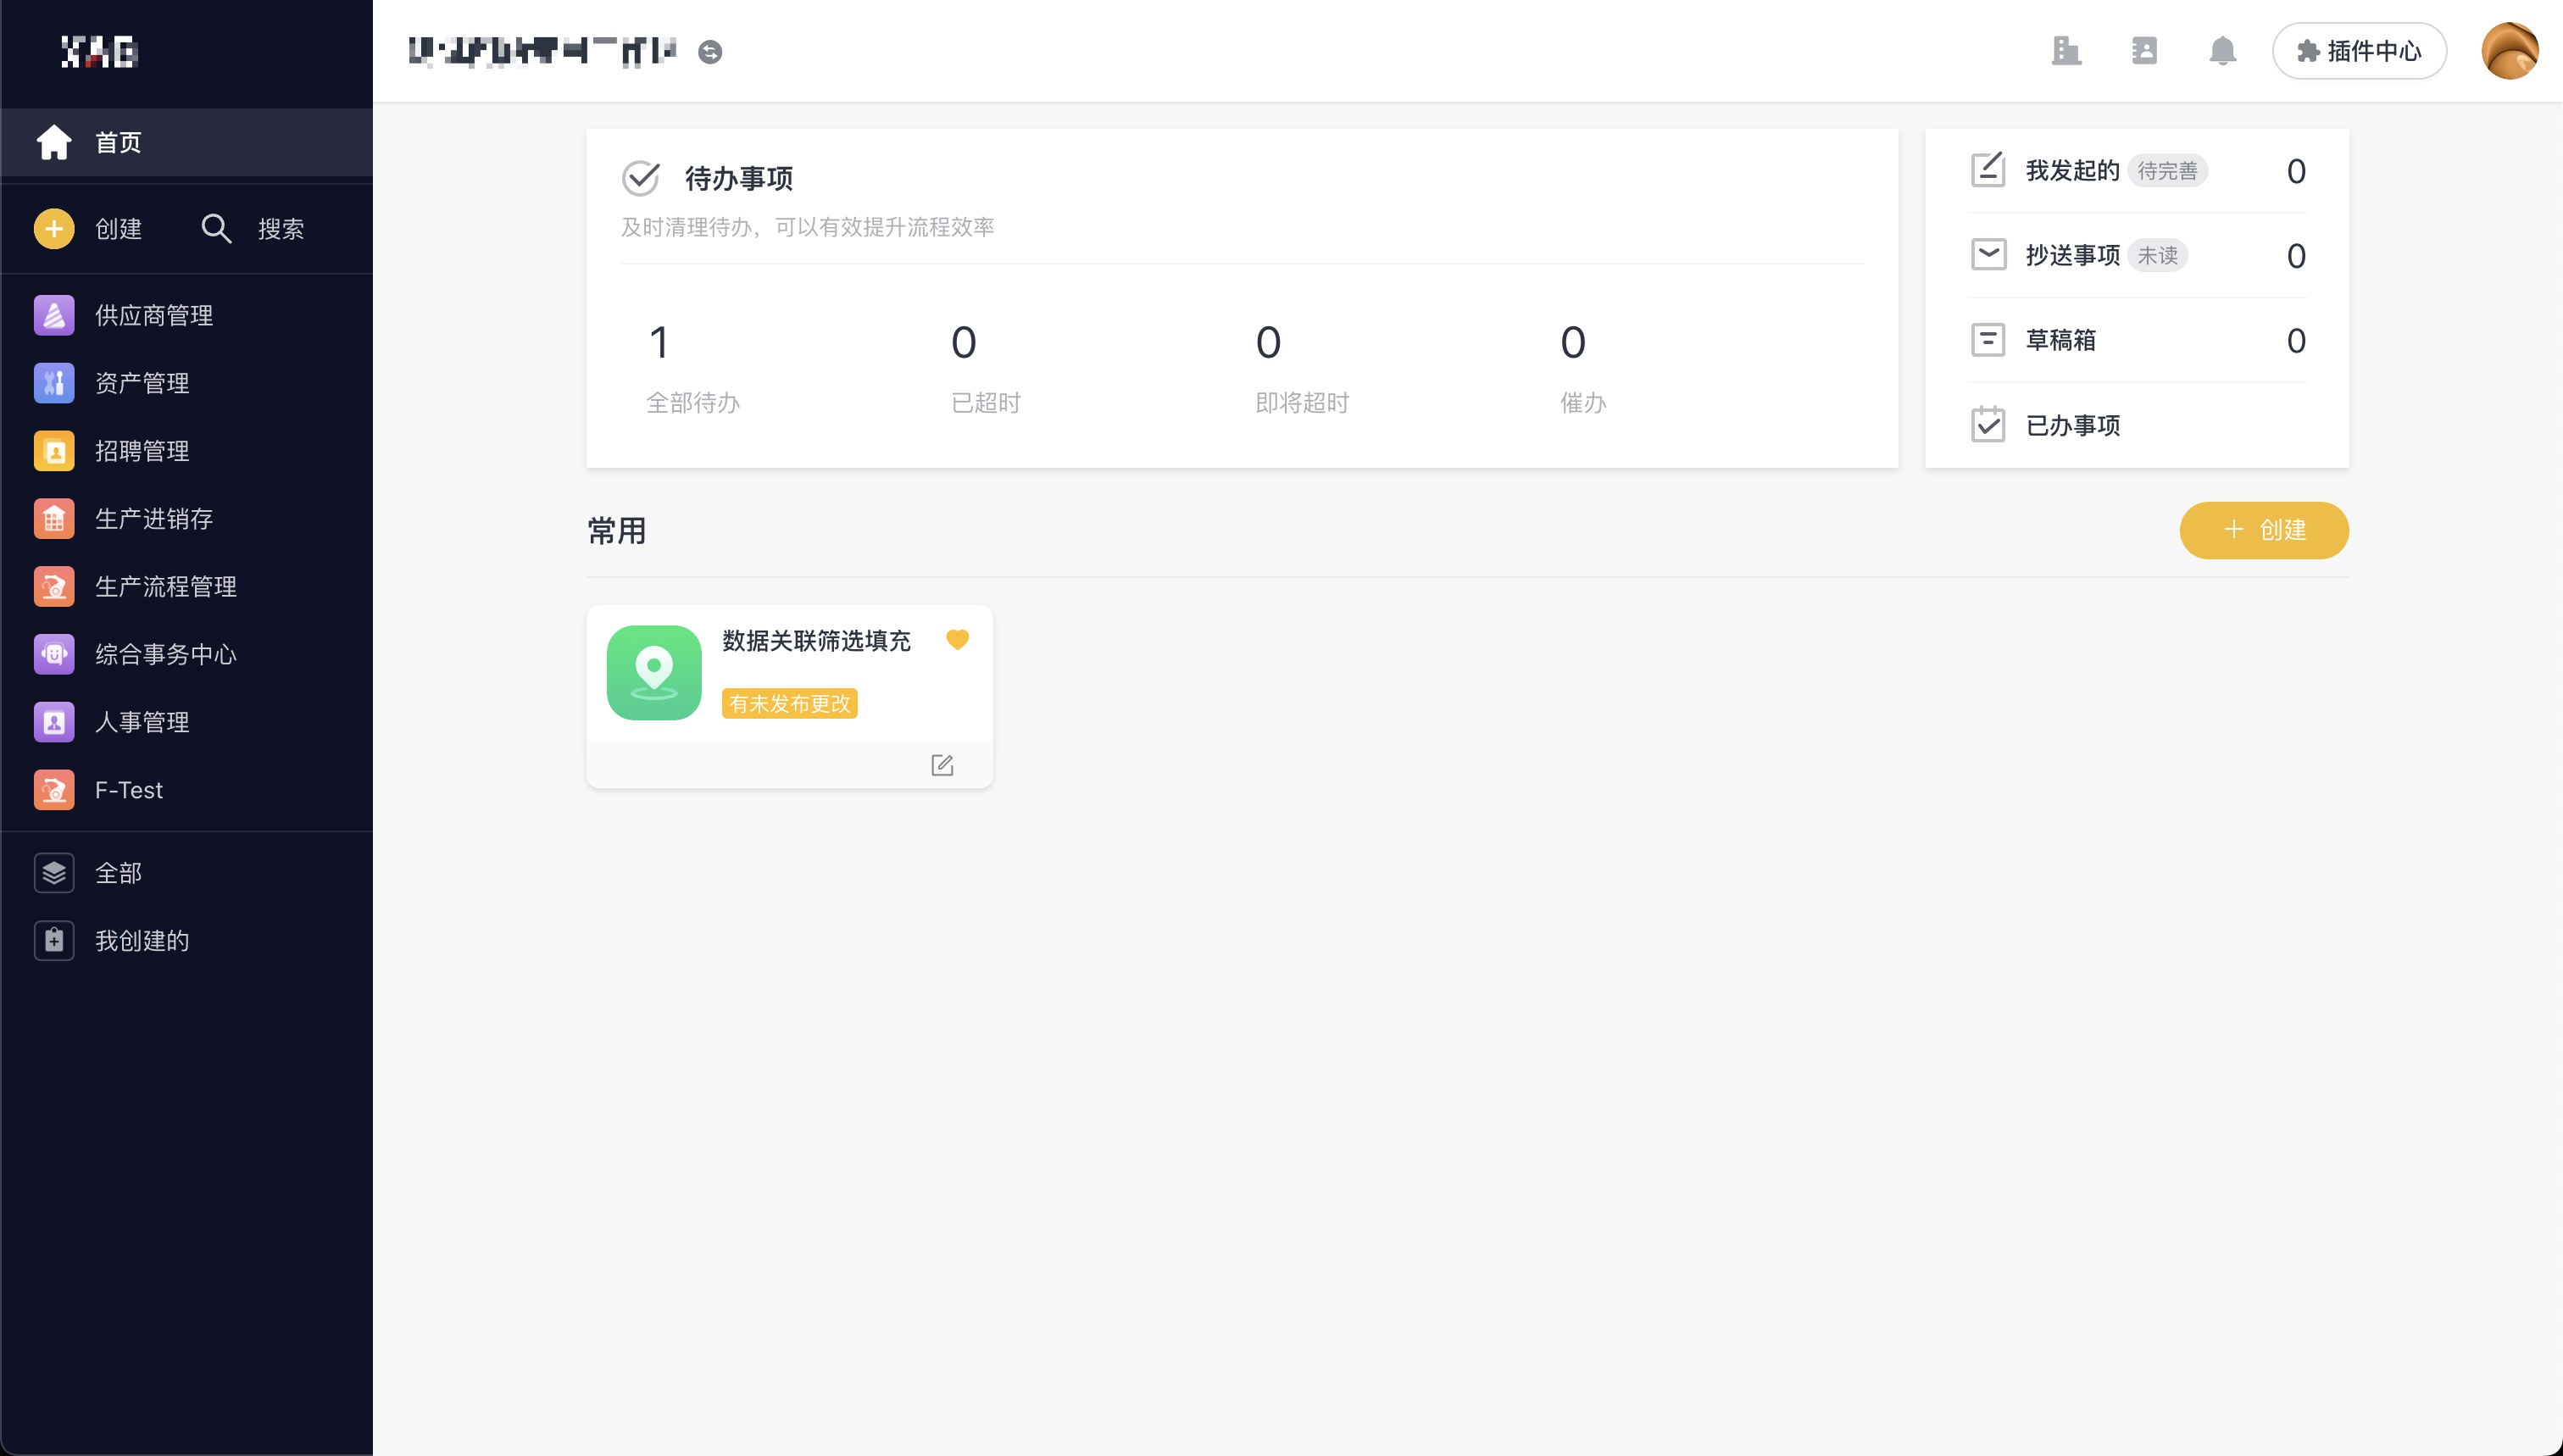 首页
创建
搜索
供应商管理
资产管理
招聘管理
生产进销存
生产流程管理
综合事务中心
人事管理
F-Test
全部
我创建的
插件中心
待办事项
及时清理待办，可以有效提升流程效率
1
0
0
0
全部待办
已超时
即将超时
催办
我发起的 待完善 0
抄送事项 未读 0
草稿箱 0
已办事项
常用
创建
数据关联筛选填充
有未发布更改